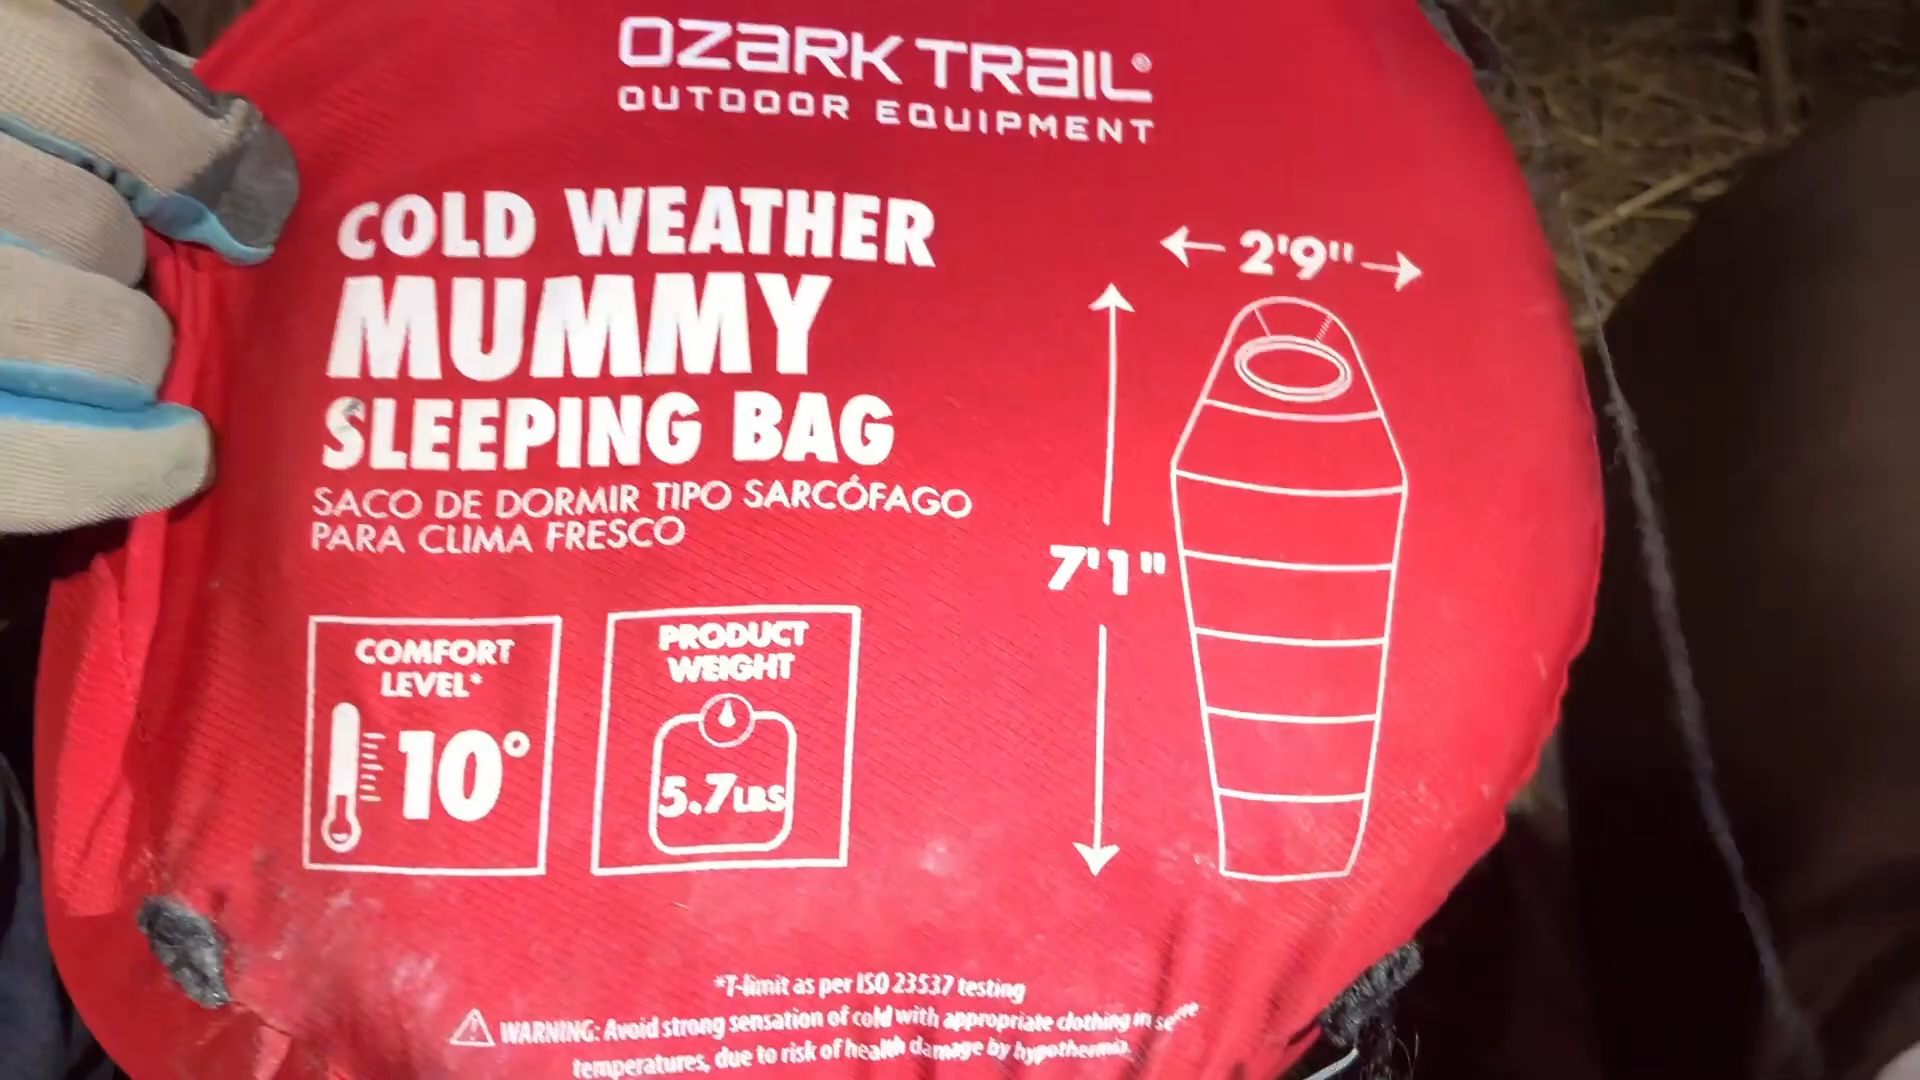 OZARK TRAIL®
OUTDOOR EQUIPMENT
COLD WEATHER
MUMMY
SLEEPING BAG
SACO DE DORMIR TIPO SARCÓFAGO
PARA CLIMA FRESCO
COMFORT
LEVEL*
10°
PRODUCT
WEIGHT
5.7LBS
2'9"
7'1"
*T-limit as per ISO 23537 testing
WARNING: Avoid strong sensation of cold with appropriate clothing in
temperatures, due to risk of health damage by hypothermia.